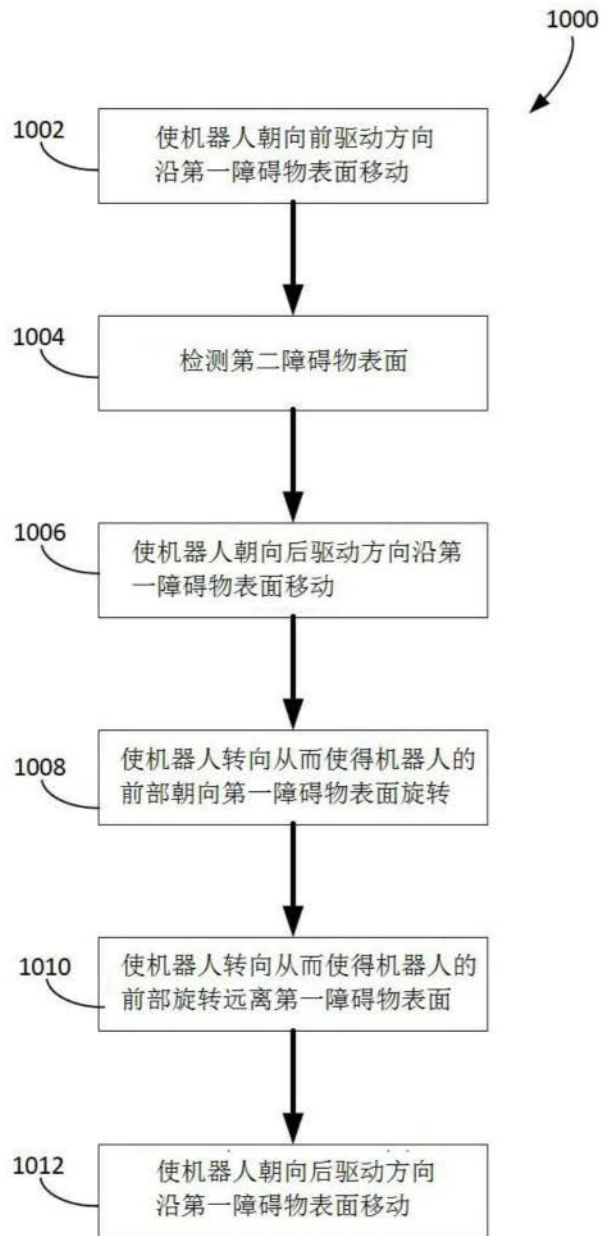 1000
1002
使机器人朝向前驱动方向
沿第一障碍物表面移动
1004
检测第二障碍物表面
1006
使机器人朝向后驱动方向沿第
一障碍物表面移动
1008
使机器人转向从而使得机器人的
前部朝向第一障碍物表面旋转
1010
使机器人转向从而使得机器人的
前部旋转远离第一障碍物表面
1012
使机器人朝向后驱动方向
沿第一障碍物表面移动